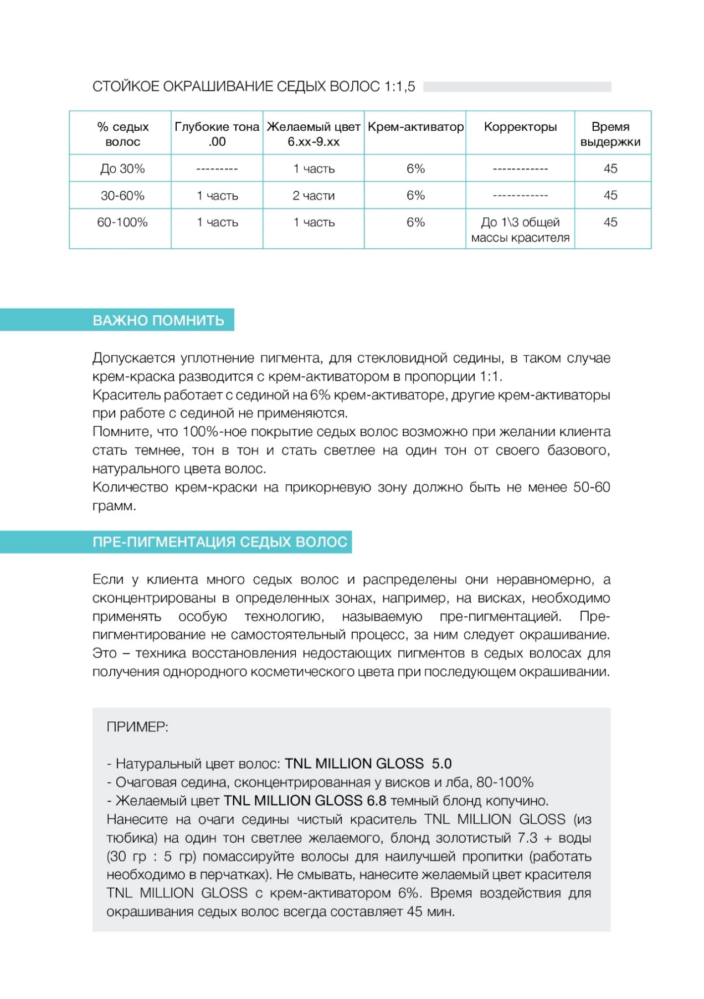 СТОЙКОЕ ОКРАШИВАНИЕ СЕДЫХ ВОЛОС 1:1,5
% седых волос | Глубокие тона .00 | Желаемый цвет 6.xx-9.xx | Крем-активатор | Корректоры | Время выдержки
До 30% | --------- | 1 часть | 6% | ------------ | 45
30-60% | 1 часть | 2 части | 6% | ------------ | 45
60-100% | 1 часть | 1 часть | 6% | До 1\3 общей массы красителя | 45
ВАЖНО ПОМНИТЬ
Допускается уплотнение пигмента, для стекловидной седины, в таком случае
крем-краска разводится с крем-активатором в пропорции 1:1.
Краситель работает с сединой на 6% крем-активаторе, другие крем-активаторы
при работе с сединой не применяются.
Помните, что 100%-ное покрытие седых волос возможно при желании клиента
стать темнее, тон в тон и стать светлее на один тон от своего базового,
натурального цвета волос.
Количество крем-краски на прикорневую зону должно быть не менее 50-60
грамм.
ПРЕ-ПИГМЕНТАЦИЯ СЕДЫХ ВОЛОС
Если у клиента много седых волос и распределены они неравномерно, а
сконцентрированы в определенных зонах, например, на висках, необходимо
применять особую технологию, называемую пре-пигментацией. Пре-
пигментирование не самостоятельный процесс, за ним следует окрашивание.
Это – техника восстановления недостающих пигментов в седых волосах для
получения однородного косметического цвета при последующем окрашивании.
ПРИМЕР:
- Натуральный цвет волос: TNL MILLION GLOSS 5.0
- Очаговая седина, сконцентрированная у висков и лба, 80-100%
- Желаемый цвет TNL MILLION GLOSS 6.8 темный блонд копучино.
Нанесите на очаги седины чистый краситель TNL MILLION GLOSS (из
тюбика) на один тон светлее желаемого, блонд золотистый 7.3 + воды
(30 гр : 5 гр) помассируйте волосы для наилучшей пропитки (работать
необходимо в перчатках). Не смывать, нанесите желаемый цвет красителя
TNL MILLION GLOSS с крем-активатором 6%. Время воздействия для
окрашивания седых волос всегда составляет 45 мин.